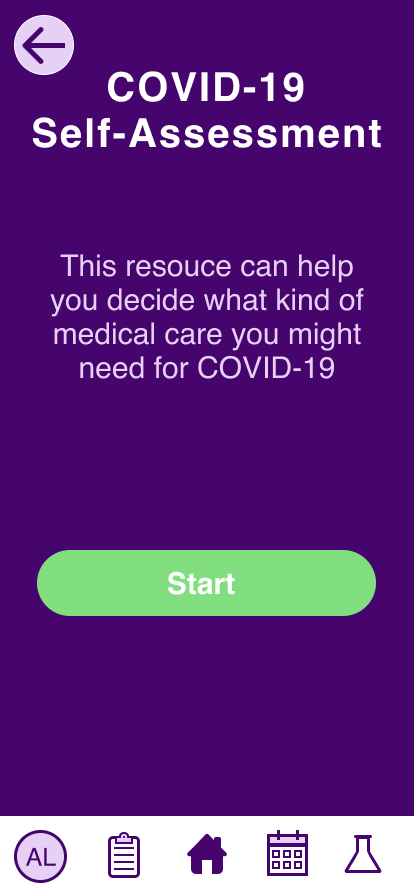 COVID-19
Self-Assessment
This resouce can help
you decide what kind of
medical care you might
need for COVID-19
Start
AL